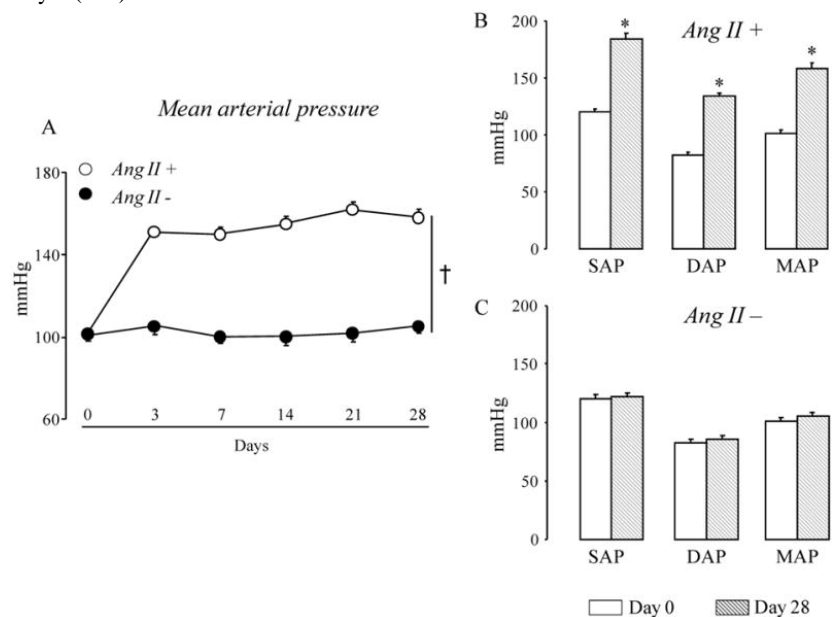 Mean arterial pressure
A
Ang II +
Ang II -
180
140
100
60
mmHg
0 3 7 14 21 28
Days
†
B
Ang II +
200
150
100
50
0
mmHg
* * *
SAP DAP MAP
C
Ang II –
200
150
100
50
0
mmHg
SAP DAP MAP
Day 0 Day 28